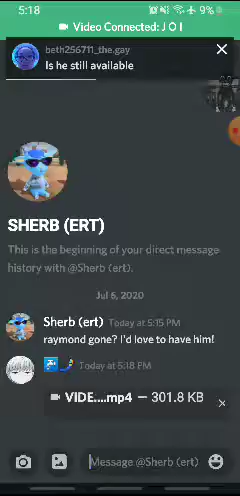 5:18
9%
Video Connected: J O I
beth256711_the.gay
Is he still available
SHERB (ERT)
This is the beginning of your direct message
history with @Sherb (ert).
Jul 6, 2020
Sherb (ert) Today at 5:15 PM
raymond gone? I'd love to have him!
Today at 5:18 PM
VIDE....mp4 — 301.8 KB
Message @Sherb (ert)